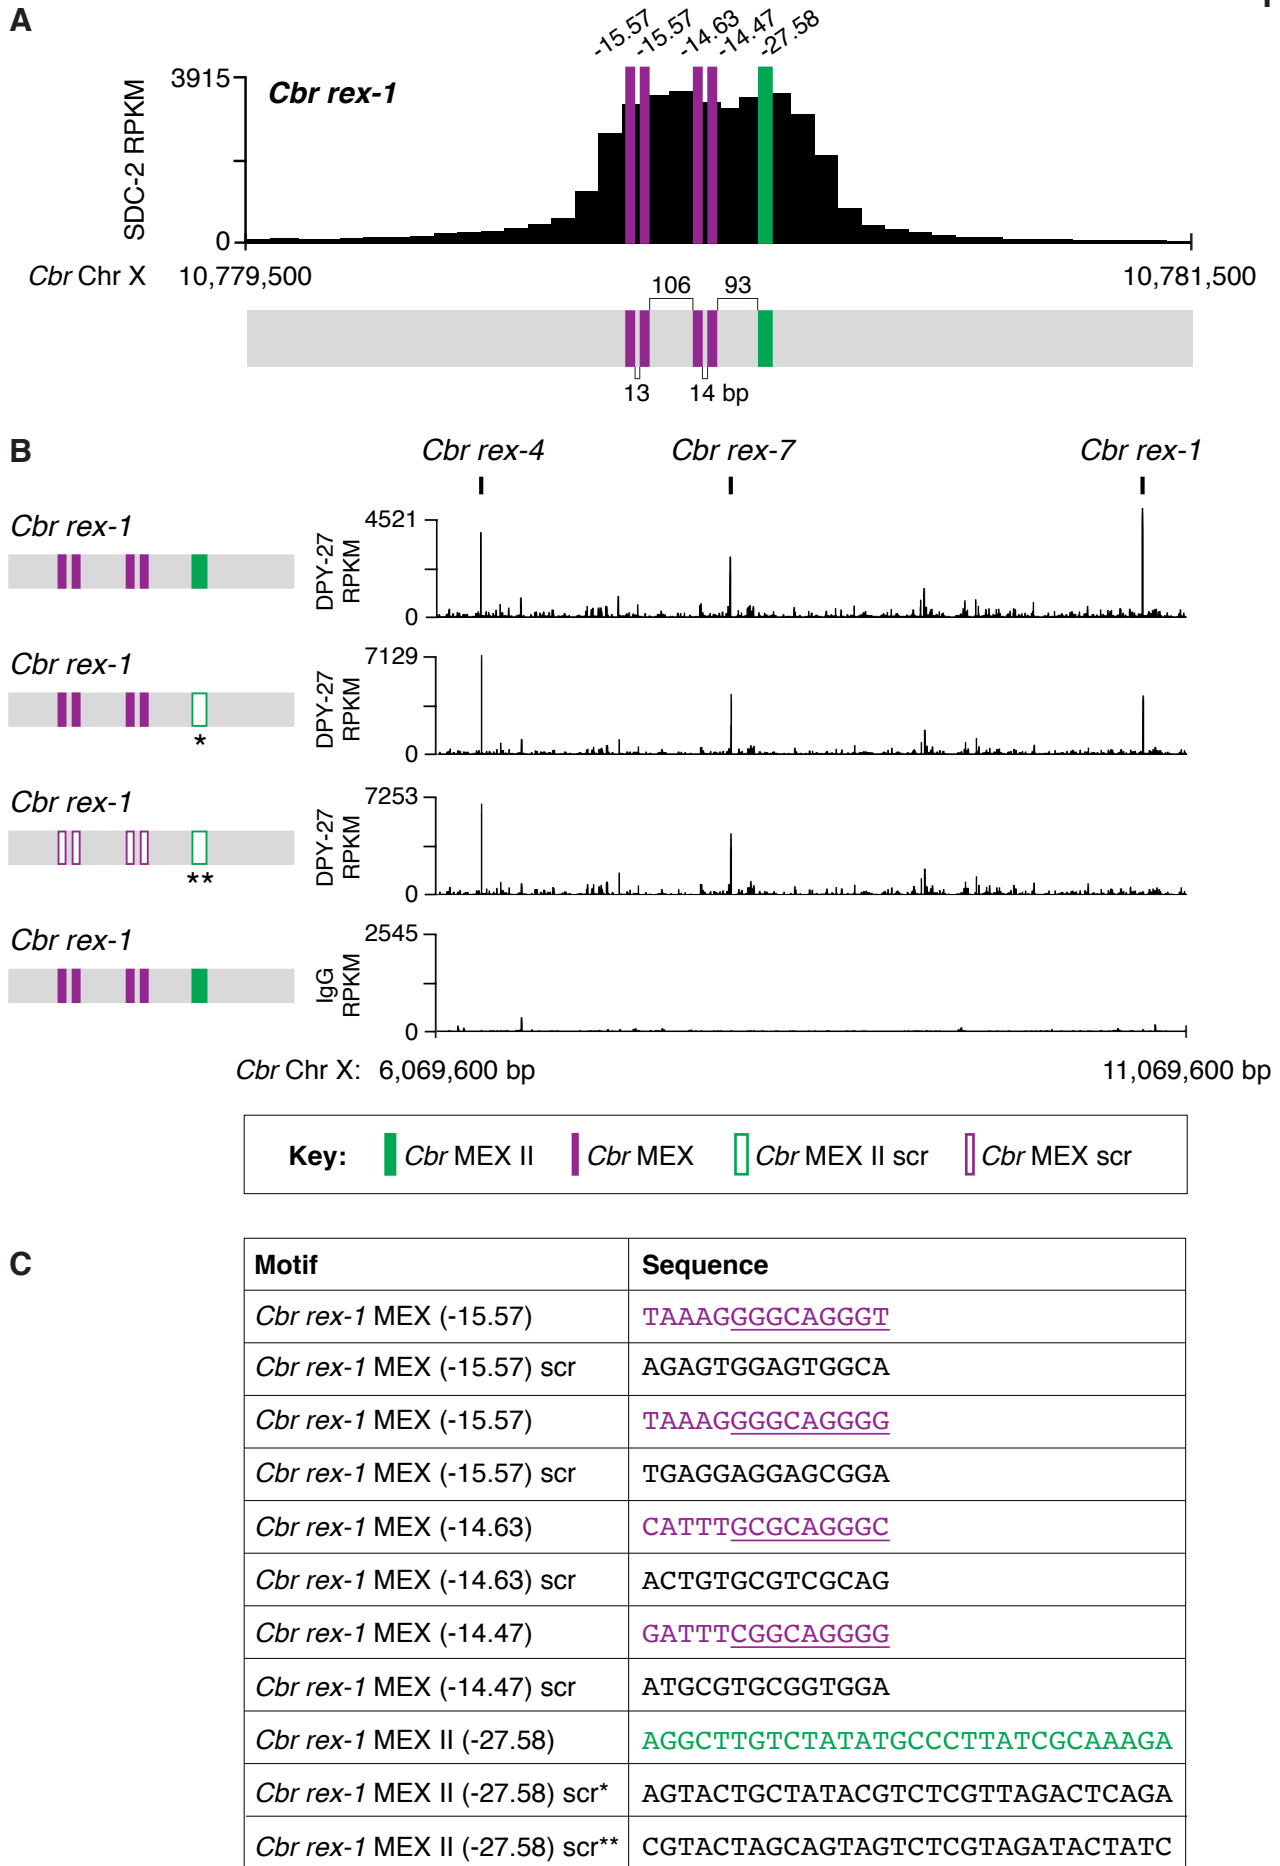 A
-15.57
-15.57
-14.63
-14.47
-27.58
3915
Cbr rex-1
SDC-2 RPKM
0
Cbr Chr X 10,779,500 10,781,500
106 93
13 14 bp
B
Cbr rex-4 Cbr rex-7 Cbr rex-1
Cbr rex-1
4521
DPY-27
RPKM
0
Cbr rex-1
*
7129
DPY-27
RPKM
0
Cbr rex-1
**
7253
DPY-27
RPKM
0
Cbr rex-1
2545
IgG
RPKM
0
Cbr Chr X: 6,069,600 bp 11,069,600 bp
Key: Cbr MEX II Cbr MEX Cbr MEX II scr Cbr MEX scr
C
Motif Sequence
Cbr rex-1 MEX (-15.57) TAAAGGGGCAGGGT
Cbr rex-1 MEX (-15.57) scr AGAGTGGAGTGGCA
Cbr rex-1 MEX (-15.57) TAAAGGGGCAGGGG
Cbr rex-1 MEX (-15.57) scr TGAGGAGGAGCGGA
Cbr rex-1 MEX (-14.63) CATTTGCGCAGGGC
Cbr rex-1 MEX (-14.63) scr ACTGTGCGTCGCAG
Cbr rex-1 MEX (-14.47) GATTTCGGCAGGGG
Cbr rex-1 MEX (-14.47) scr ATGCGTGCGGTGGA
Cbr rex-1 MEX II (-27.58) AGGCTTGTCTATATGCCCTTATCGCAAAGA
Cbr rex-1 MEX II (-27.58) scr* AGTACTGCTATACGTCTCGTTAGACTCAGA
Cbr rex-1 MEX II (-27.58) scr** CGTACTAGCAGTAGTCTCGTAGATACTATC